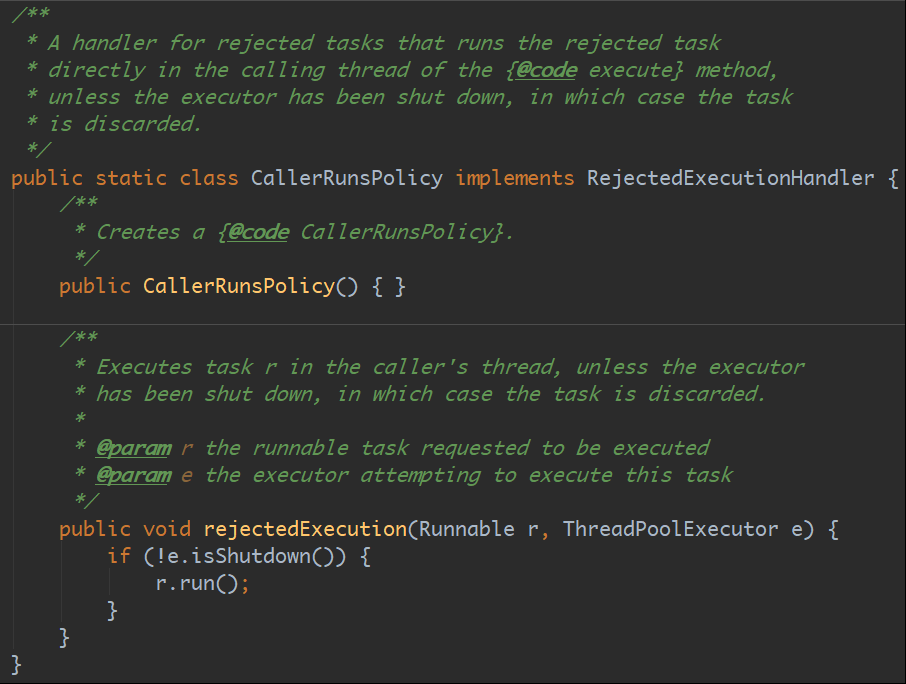 /**
 * A handler for rejected tasks that runs the rejected task
 * directly in the calling thread of the {@code execute} method,
 * unless the executor has been shut down, in which case the task
 * is discarded.
 */
public static class CallerRunsPolicy implements RejectedExecutionHandler {
    /**
     * Creates a {@code CallerRunsPolicy}.
     */
    public CallerRunsPolicy() { }
    /**
     * Executes task r in the caller's thread, unless the executor
     * has been shut down, in which case the task is discarded.
     *
     * @param r the runnable task requested to be executed
     * @param e the executor attempting to execute this task
     */
    public void rejectedExecution(Runnable r, ThreadPoolExecutor e) {
        if (!e.isShutdown()) {
            r.run();
        }
    }
}